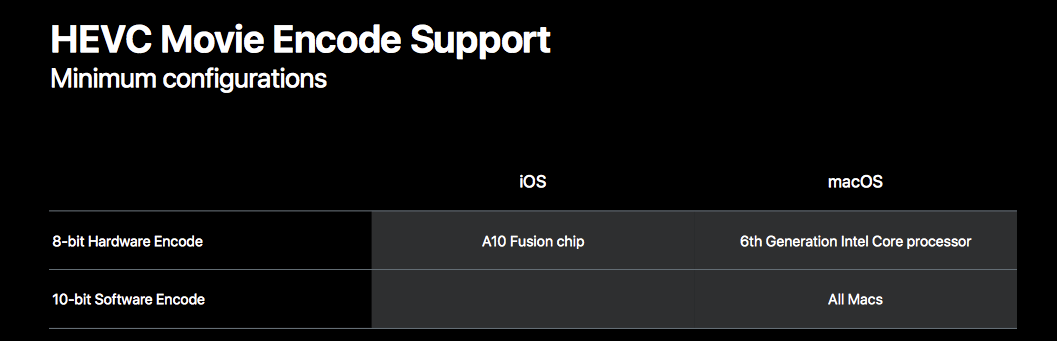 HEVC Movie Encode Support
Minimum configurations
iOS macOS
8-bit Hardware Encode A10 Fusion chip 6th Generation Intel Core processor
10-bit Software Encode All Macs